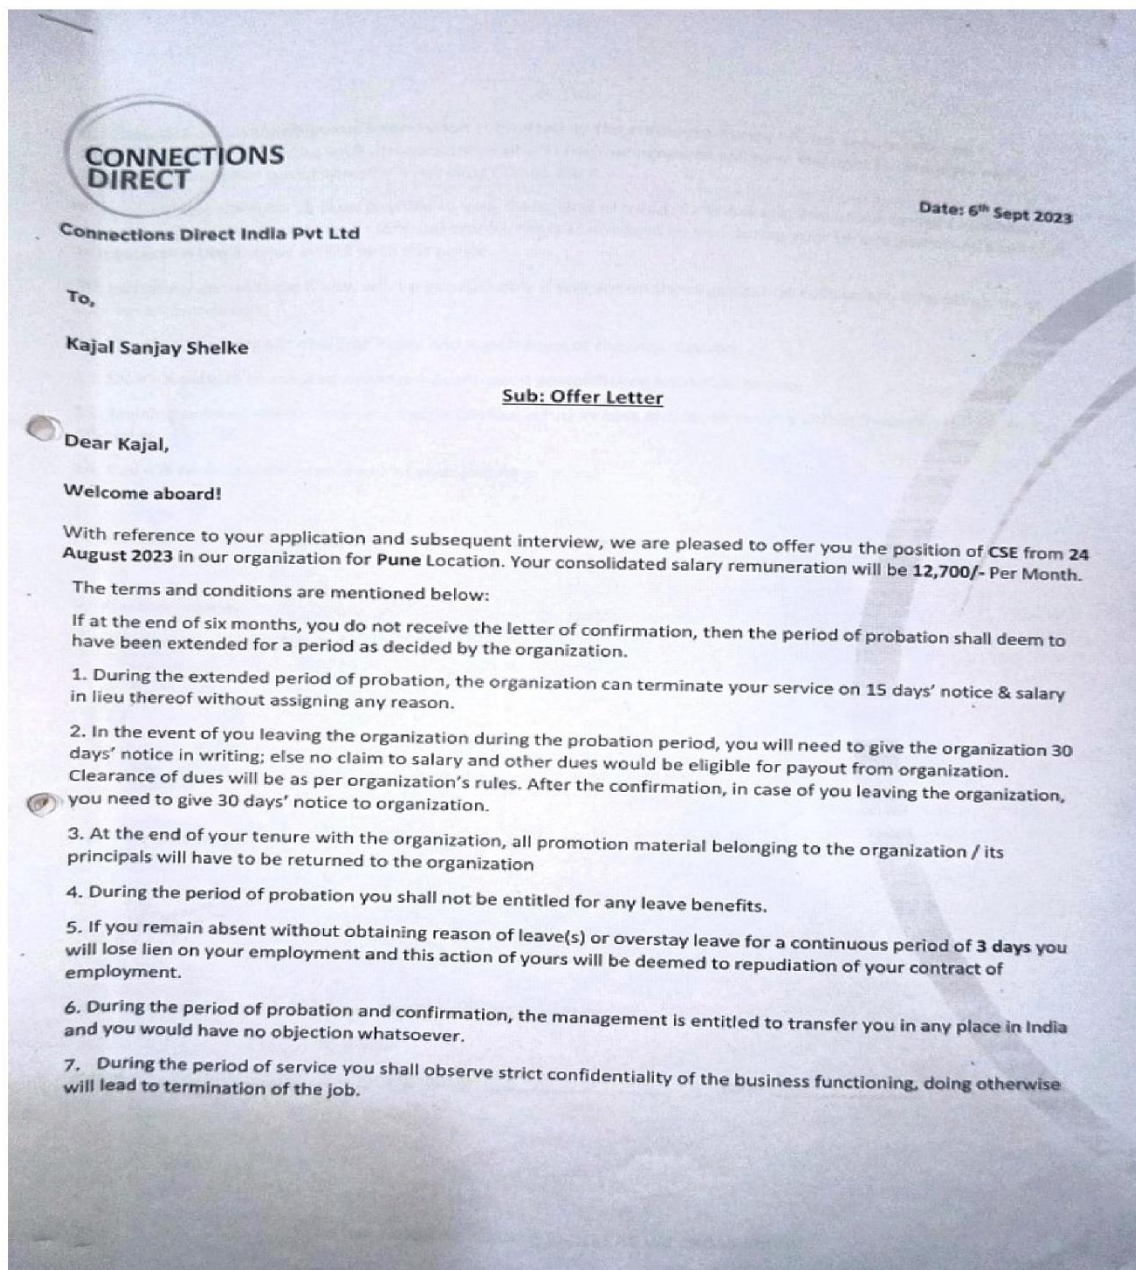 CONNECTIONS
DIRECT
Date: 6th Sept 2023
Connections Direct India Pvt Ltd
To,
Kajal Sanjay Shelke
Sub: Offer Letter
Dear Kajal,
Welcome aboard!
With reference to your application and subsequent interview, we are pleased to offer you the position of CSE from 24
August 2023 in our organization for Pune Location. Your consolidated salary remuneration will be 12,700/- Per Month.
The terms and conditions are mentioned below:
If at the end of six months, you do not receive the letter of confirmation, then the period of probation shall deem to
have been extended for a period as decided by the organization.
1. During the extended period of probation, the organization can terminate your service on 15 days' notice & salary
in lieu thereof without assigning any reason.
2. In the event of you leaving the organization during the probation period, you will need to give the organization 30
days' notice in writing; else no claim to salary and other dues would be eligible for payout from organization.
Clearance of dues will be as per organization's rules. After the confirmation, in case of you leaving the organization,
you need to give 30 days' notice to organization.
3. At the end of your tenure with the organization, all promotion material belonging to the organization / its
principals will have to be returned to the organization
4. During the period of probation you shall not be entitled for any leave benefits.
5. If you remain absent without obtaining reason of leave(s) or overstay leave for a continuous period of 3 days you
will lose lien on your employment and this action of yours will be deemed to repudiation of your contract of
employment.
6. During the period of probation and confirmation, the management is entitled to transfer you in any place in India
and you would have no objection whatsoever.
7. During the period of service you shall observe strict confidentiality of the business functioning, doing otherwise
will lead to termination of the job.